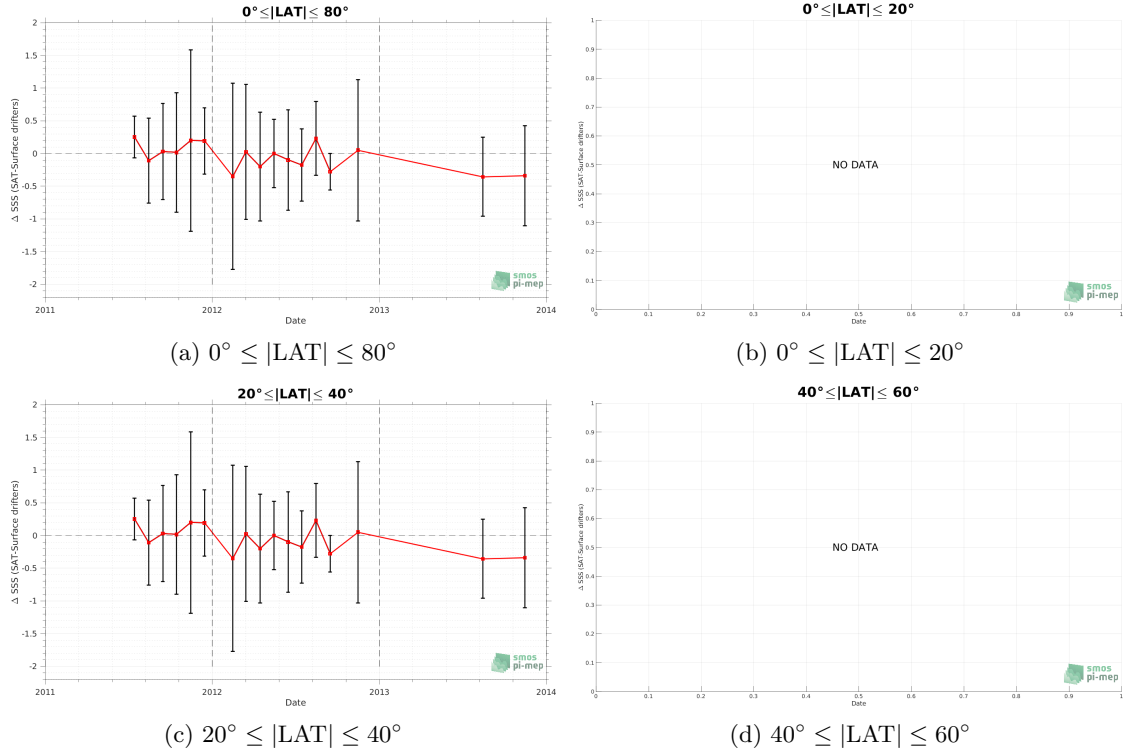 0°≤|LAT|≤ 80°
2
1.5
1
0.5
0
-0.5
-1
-1.5
-2
Δ SSS (SAT-Surface drifters)
smos
pi-mep
2011
2012
2013
2014
Date
(a) 0° ≤ |LAT| ≤ 80°
0°≤|LAT|≤ 20°
1
0.9
0.8
0.7
0.6
0.5
0.4
0.3
0.2
0.1
0
Δ SSS (SAT-Surface drifters)
NO DATA
smos
pi-mep
0
0.1
0.2
0.3
0.4
0.5
0.6
0.7
0.8
0.9
1
Date
(b) 0° ≤ |LAT| ≤ 20°
20°≤|LAT|≤ 40°
2
1.5
1
0.5
0
-0.5
-1
-1.5
-2
Δ SSS (SAT-Surface drifters)
smos
pi-mep
2011
2012
2013
2014
Date
(c) 20° ≤ |LAT| ≤ 40°
40°≤|LAT|≤ 60°
1
0.9
0.8
0.7
0.6
0.5
0.4
0.3
0.2
0.1
0
Δ SSS (SAT-Surface drifters)
NO DATA
smos
pi-mep
0
0.1
0.2
0.3
0.4
0.5
0.6
0.7
0.8
0.9
1
Date
(d) 40° ≤ |LAT| ≤ 60°